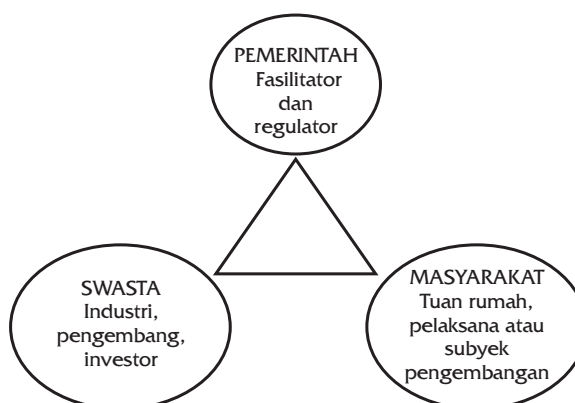 PEMERINTAH
Fasilitator
dan
regulator
SWASTA
Industri,
pengembang,
investor
MASYARAKAT
Tuan rumah,
pelaksana atau
subyek
pengembangan